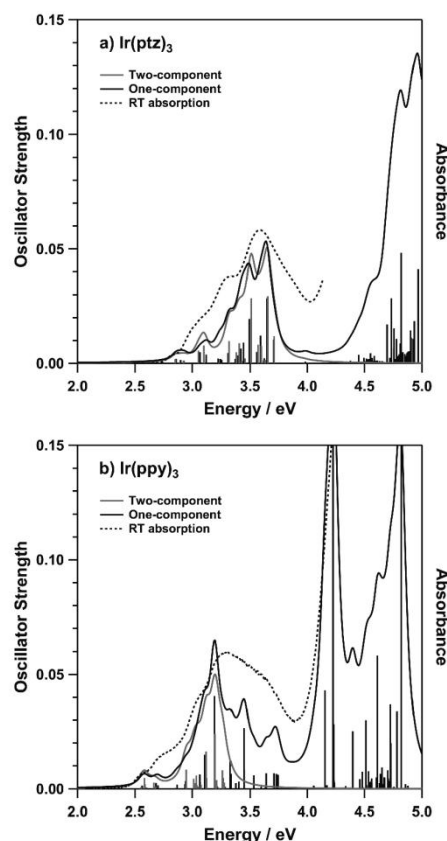 a) Ir(ptz)3
Two-component
One-component
RT absorption
0.15
0.10
0.05
0.00
Oscillator Strength
Absorbance
2.0 2.5 3.0 3.5 4.0 4.5 5.0
Energy / eV
b) Ir(ppy)3
Two-component
One-component
RT absorption
0.15
0.10
0.05
0.00
Oscillator Strength
Absorbance
2.0 2.5 3.0 3.5 4.0 4.5 5.0
Energy / eV